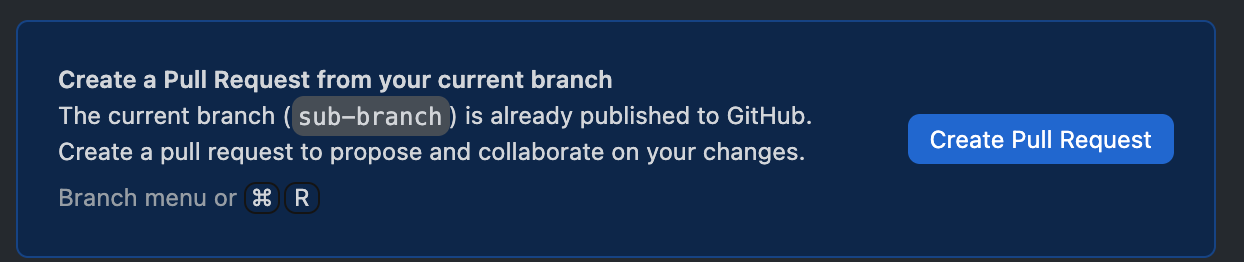 Create a Pull Request from your current branch
The current branch (sub-branch) is already published to GitHub.
Create a pull request to propose and collaborate on your changes.
Create Pull Request
Branch menu or ⌘ R